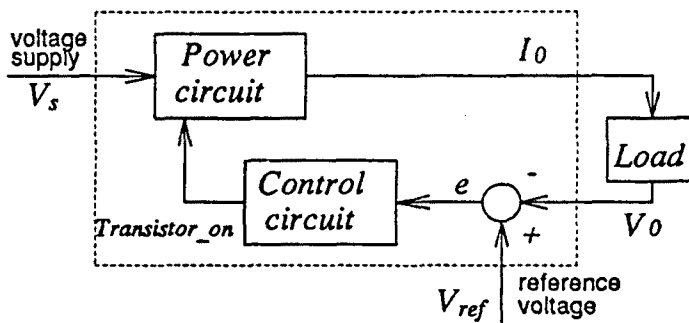 voltage
supply
Vs
Power
circuit
I0
Load
Control
circuit
e
-
+
V0
Transistor_on
Vref
reference
voltage